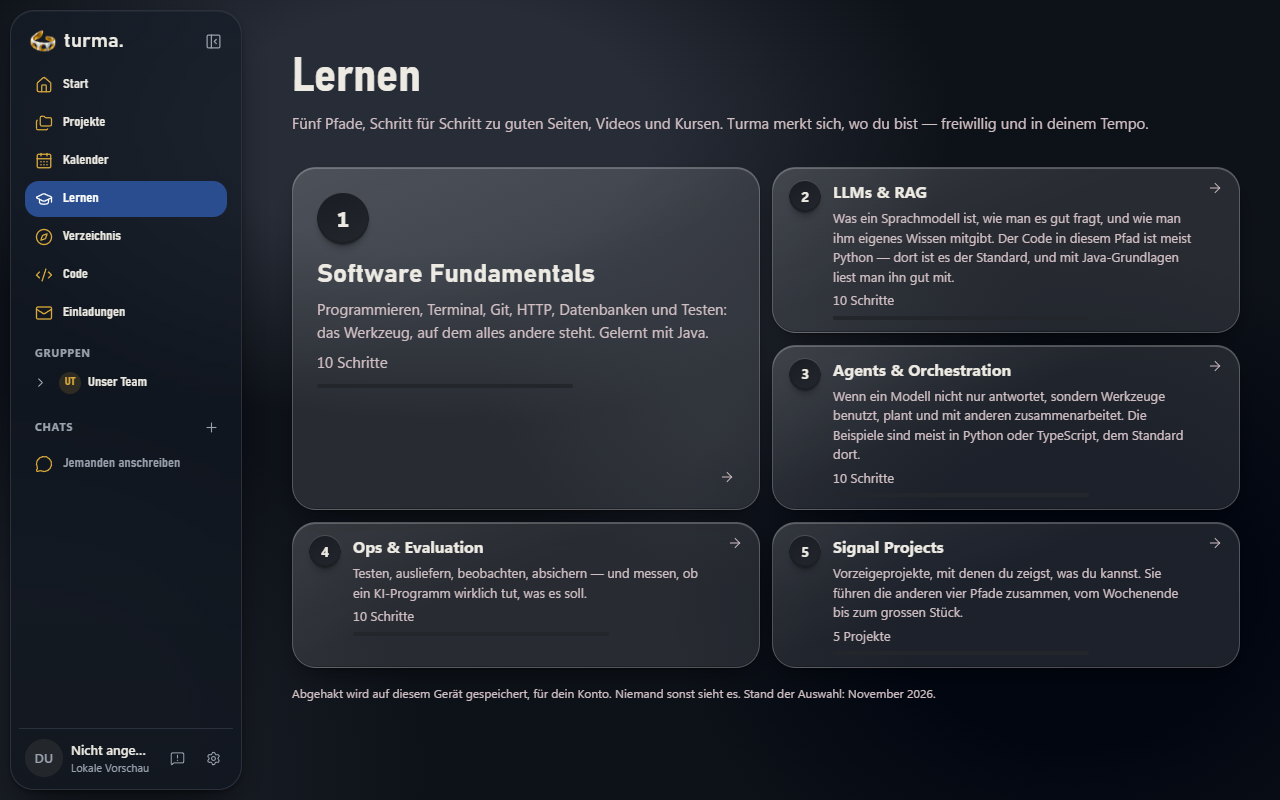 turma.
Start
Projekte
Kalender
Lernen
Verzeichnis
Code
Einladungen
GRUPPEN
UT
Unser Team
CHATS
Jemanden anschreiben
DU
Nicht ange...
Lokale Vorschau
Lernen
Fünf Pfade, Schritt für Schritt zu guten Seiten, Videos und Kursen. Turma merkt sich, wo du bist — freiwillig und in deinem Tempo.
1
Software Fundamentals
Programmieren, Terminal, Git, HTTP, Datenbanken und Testen:
das Werkzeug, auf dem alles andere steht. Gelernt mit Java.
10 Schritte
2
LLMs & RAG
Was ein Sprachmodell ist, wie man es gut fragt, und wie man
ihm eigenes Wissen mitgibt. Der Code in diesem Pfad ist meist
Python — dort ist es der Standard, und mit Java-Grundlagen
liest man ihn gut mit.
10 Schritte
3
Agents & Orchestration
Wenn ein Modell nicht nur antwortet, sondern Werkzeuge
benutzt, plant und mit anderen zusammenarbeitet. Die
Beispiele sind meist in Python oder TypeScript, dem Standard
dort.
10 Schritte
4
Ops & Evaluation
Testen, ausliefern, beobachten, absichern — und messen, ob
ein KI-Programm wirklich tut, was es soll.
10 Schritte
5
Signal Projects
Vorzeigeprojekte, mit denen du zeigst, was du kannst. Sie
führen die anderen vier Pfade zusammen, vom Wochenende
bis zum grossen Stück.
5 Projekte
Abgehakt wird auf diesem Gerät gespeichert, für dein Konto. Niemand sonst sieht es. Stand der Auswahl: November 2026.